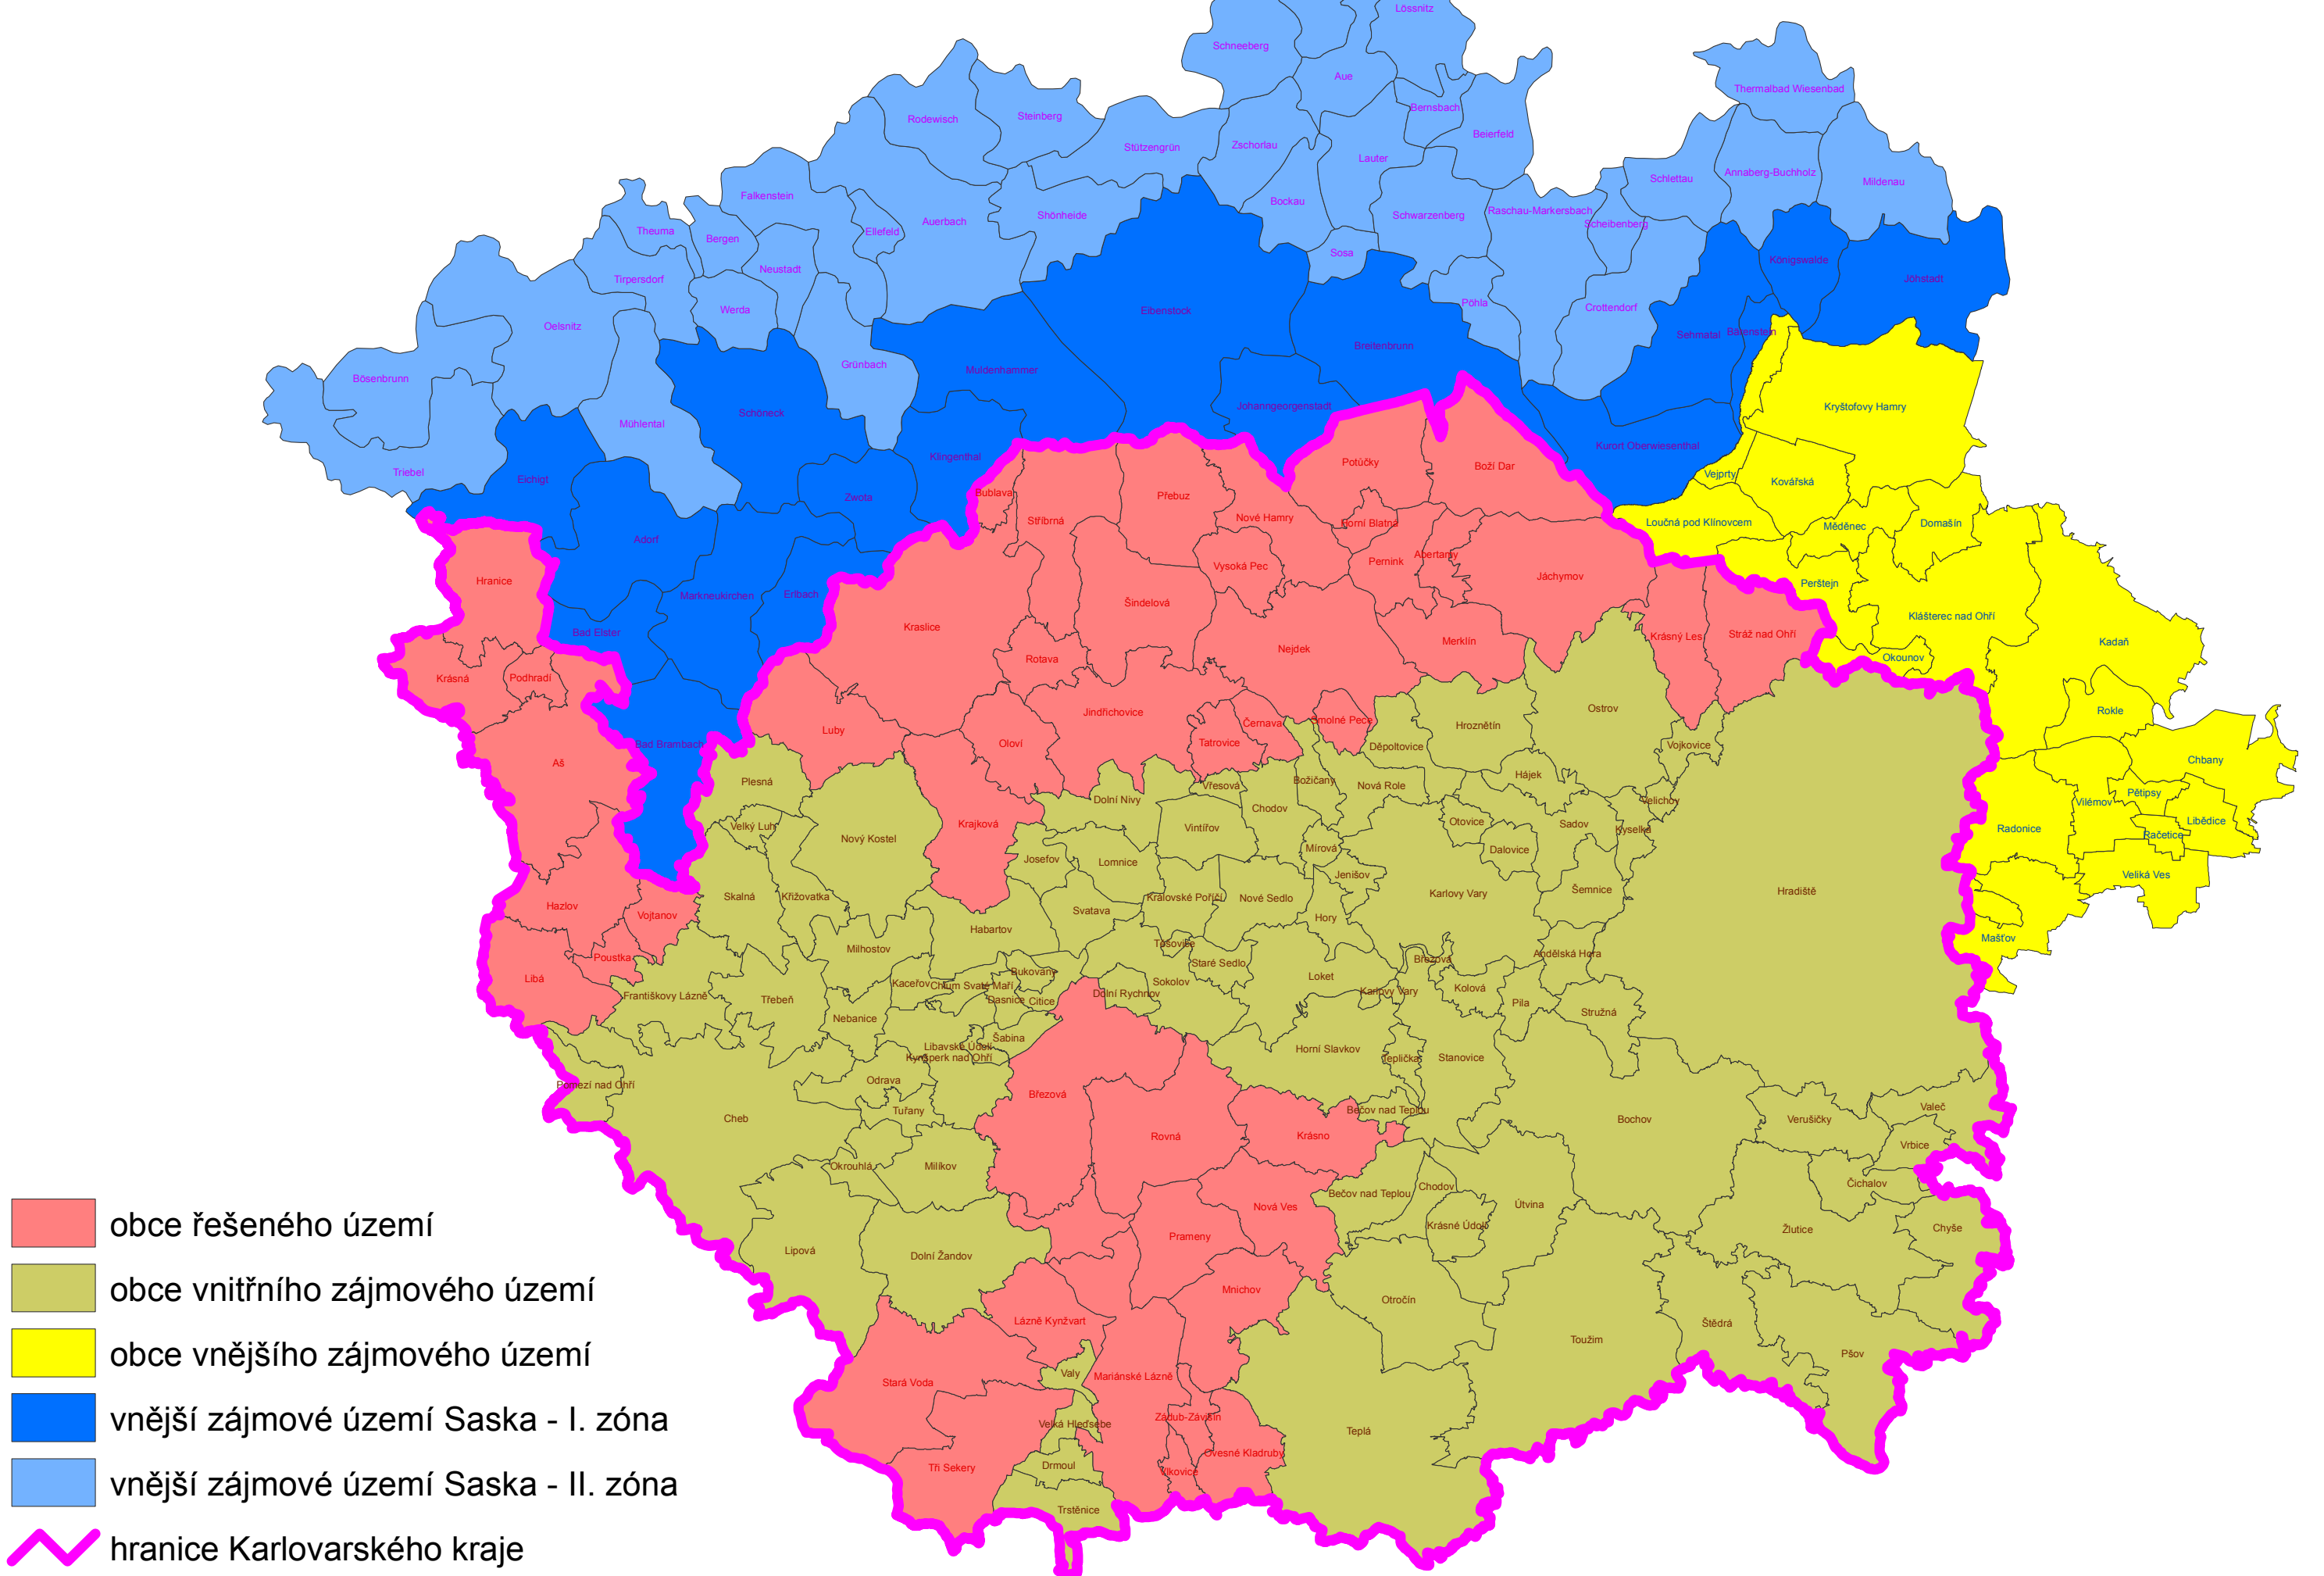 Lössnitz
Schneeberg
Aue
Thermalbad Wiesenbad
Bernsbach
Steinberg
Rodewisch
Beierfeld
Zschorlau
Stützengrün
Lauter
Annaberg-Buchholz
Schlettau
Mildenau
Falkenstein
Bockau
Raschau-Markersbach
Schwarzenberg
Shönheide
Auerbach
Scheibenberg
Theuma
Ellefeld
Bergen
Sosa
Königswalde
Neustadt
Tirpersdorf
Jöhstadt
Pöhla
Crottendorf
Werda
Eibenstock
Oelsnitz
Bärenstein
Sehmatal
Breitenbrunn
Grünbach
Muldenhammer
Bösenbrunn
Johanngeorgenstadt
Kryštofovy Hamry
Schöneck
Mühlental
Kurort Oberwiesenthal
Klingenthal
Potůčky
Boží Dar
Triebel
Vejprty
Eichigt
Kovářská
Bublava
Přebuz
Zwota
Nové Hamry
Stříbrná
Horní Blatná
Loučná pod Klínovcem
Domašín
Měděnec
Adorf
Abertamy
Pernink
Vysoká Pec
Jáchymov
Hranice
Perštejn
Erlbach
Markneukirchen
Šindelová
Klášterec nad Ohří
Kraslice
Bad Elster
Stráž nad Ohří
Krásný Les
Merklín
Kadaň
Nejdek
Okounov
Rotava
Krásná
Podhradí
Ostrov
Rokle
Jindřichovice
Smolné Pece
Černava
Hroznětín
Luby
Oloví
Tatrovice
Bad Brambach
Vojkovice
Děpoltovice
Chbany
Aš
Hájek
Božičany
Plesná
Nová Role
Vřesová
Pětipsy
Dolní Nivy
Velichov
Vilémov
Chodov
Libědice
Otovice
Krajková
Sadov
Velký Luh
Vintířov
Radonice
Kyselka
Račetice
Nový Kostel
Mírová
Dalovice
Josefov
Lomnice
Jenišov
Veliká Ves
Šemnice
Hradiště
Karlovy Vary
Skalná
Křižovatka
Královské Poříčí
Nové Sedlo
Hazlov
Svatava
Vojtanov
Hory
Habartov
Mašťov
Tašovice
Milhostov
Andělská Hora
Poustka
Březová
Staré Sedlo
Bukovany
Loket
Libá
Kaceřov
Chlum Svaté Maří
Sokolov
Kolová
Karlovy Vary
Dolní Rychnov
Františkovy Lázně
Třebeň
Dasnice
Citice
Pila
Stružná
Nebanice
Šabina
Libavské Údolí
Horní Slavkov
Kynšperk nad Ohří
Teplička
Stanovice
Odrava
Pomezí nad Ohří
Březová
Valeč
Tuřany
Bečov nad Teplou
Cheb
Bochov
Verušičky
Rovná
Krásno
Vrbice
Okrouhlá
Milíkov
Čichalov
Chodov
Bečov nad Teplou
Útvina
Nová Ves
obce řešeného území
Krásné Údolí
Chyše
Žlutice
Prameny
Lipová
Dolní Žandov
obce vnitřního zájmového území
Mnichov
Otročín
Lázně Kynžvart
Štědrá
Toužim
Pšov
obce vnějšího zájmového území
Valy
Mariánské Lázně
Stará Voda
Zádub-Závišín
vnější zájmové území Saska - I. zóna
Velká Hleďsebe
Teplá
Ovesné Kladruby
Drmoul
Tři Sekery
Vlkovice
vnější zájmové území Saska - II. zóna
Trstěnice
hranice Karlovarského kraje